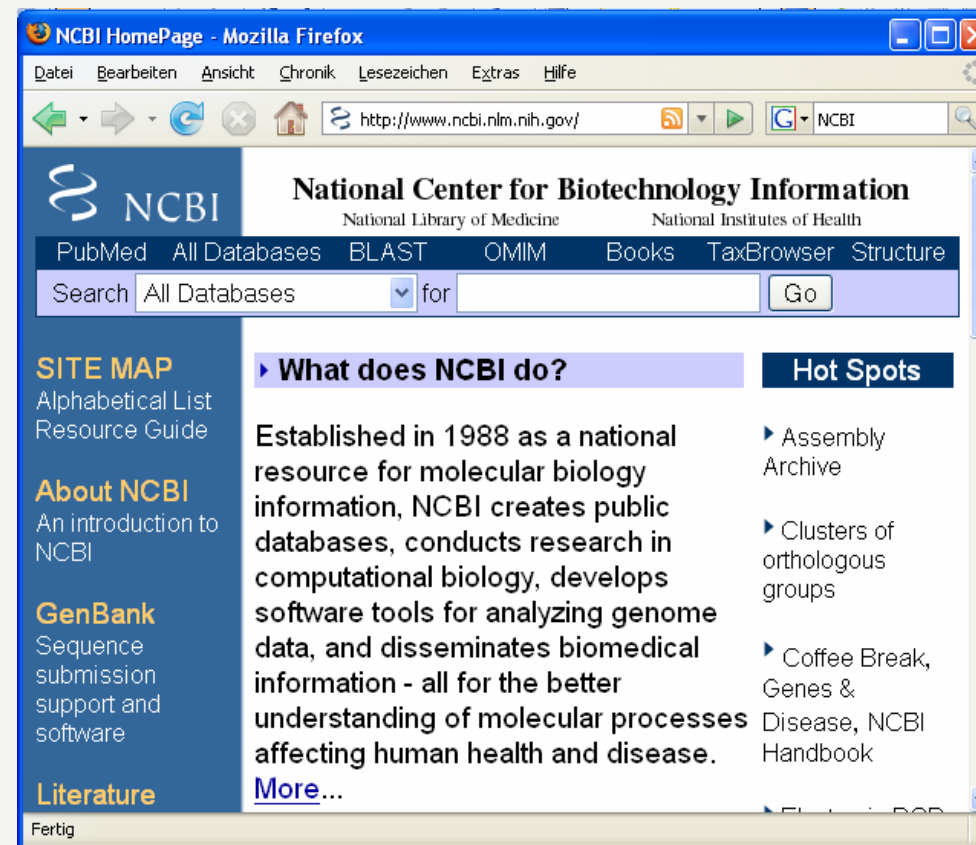 NCBI HomePage - Mozilla Firefox
Datei Bearbeiten Ansicht Chronik Lesezeichen Extras Hilfe
http://www.ncbi.nlm.nih.gov/ G NCBI
NCBI
National Center for Biotechnology Information
National Library of Medicine National Institutes of Health
PubMed All Databases BLAST OMIM Books TaxBrowser Structure
Search All Databases for Go
SITE MAP
Alphabetical List
Resource Guide
About NCBI
An introduction to
NCBI
GenBank
Sequence
submission
support and
software
Literature
What does NCBI do?
Established in 1988 as a national
resource for molecular biology
information, NCBI creates public
databases, conducts research in
computational biology, develops
software tools for analyzing genome
data, and disseminates biomedical
information - all for the better
understanding of molecular processes
affecting human health and disease.
More...
Hot Spots
Assembly
Archive
Clusters of
orthologous
groups
Coffee Break,
Genes &
Disease, NCBI
Handbook
Fertig